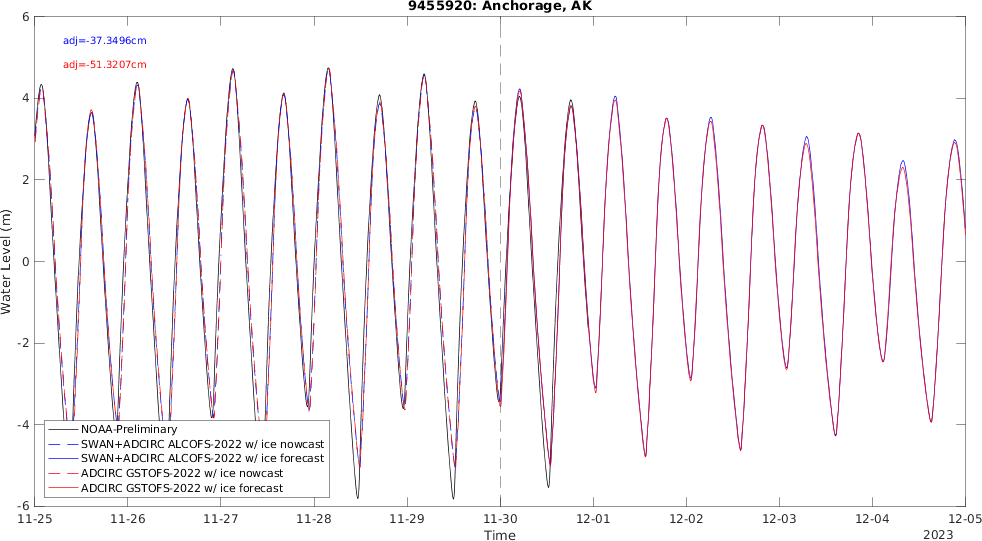 9455920: Anchorage, AK
adj=-37.3496cm
adj=-51.3207cm
6
4
2
0
-2
-4
-6
Water Level (m)
NOAA-Preliminary
SWAN+ADCIRC ALCOFS-2022 w/ ice nowcast
SWAN+ADCIRC ALCOFS-2022 w/ ice forecast
ADCIRC GSTOFS-2022 w/ ice nowcast
ADCIRC GSTOFS-2022 w/ ice forecast
11-25 11-26 11-27 11-28 11-29 11-30 12-01 12-02 12-03 12-04 12-05
Time
2023